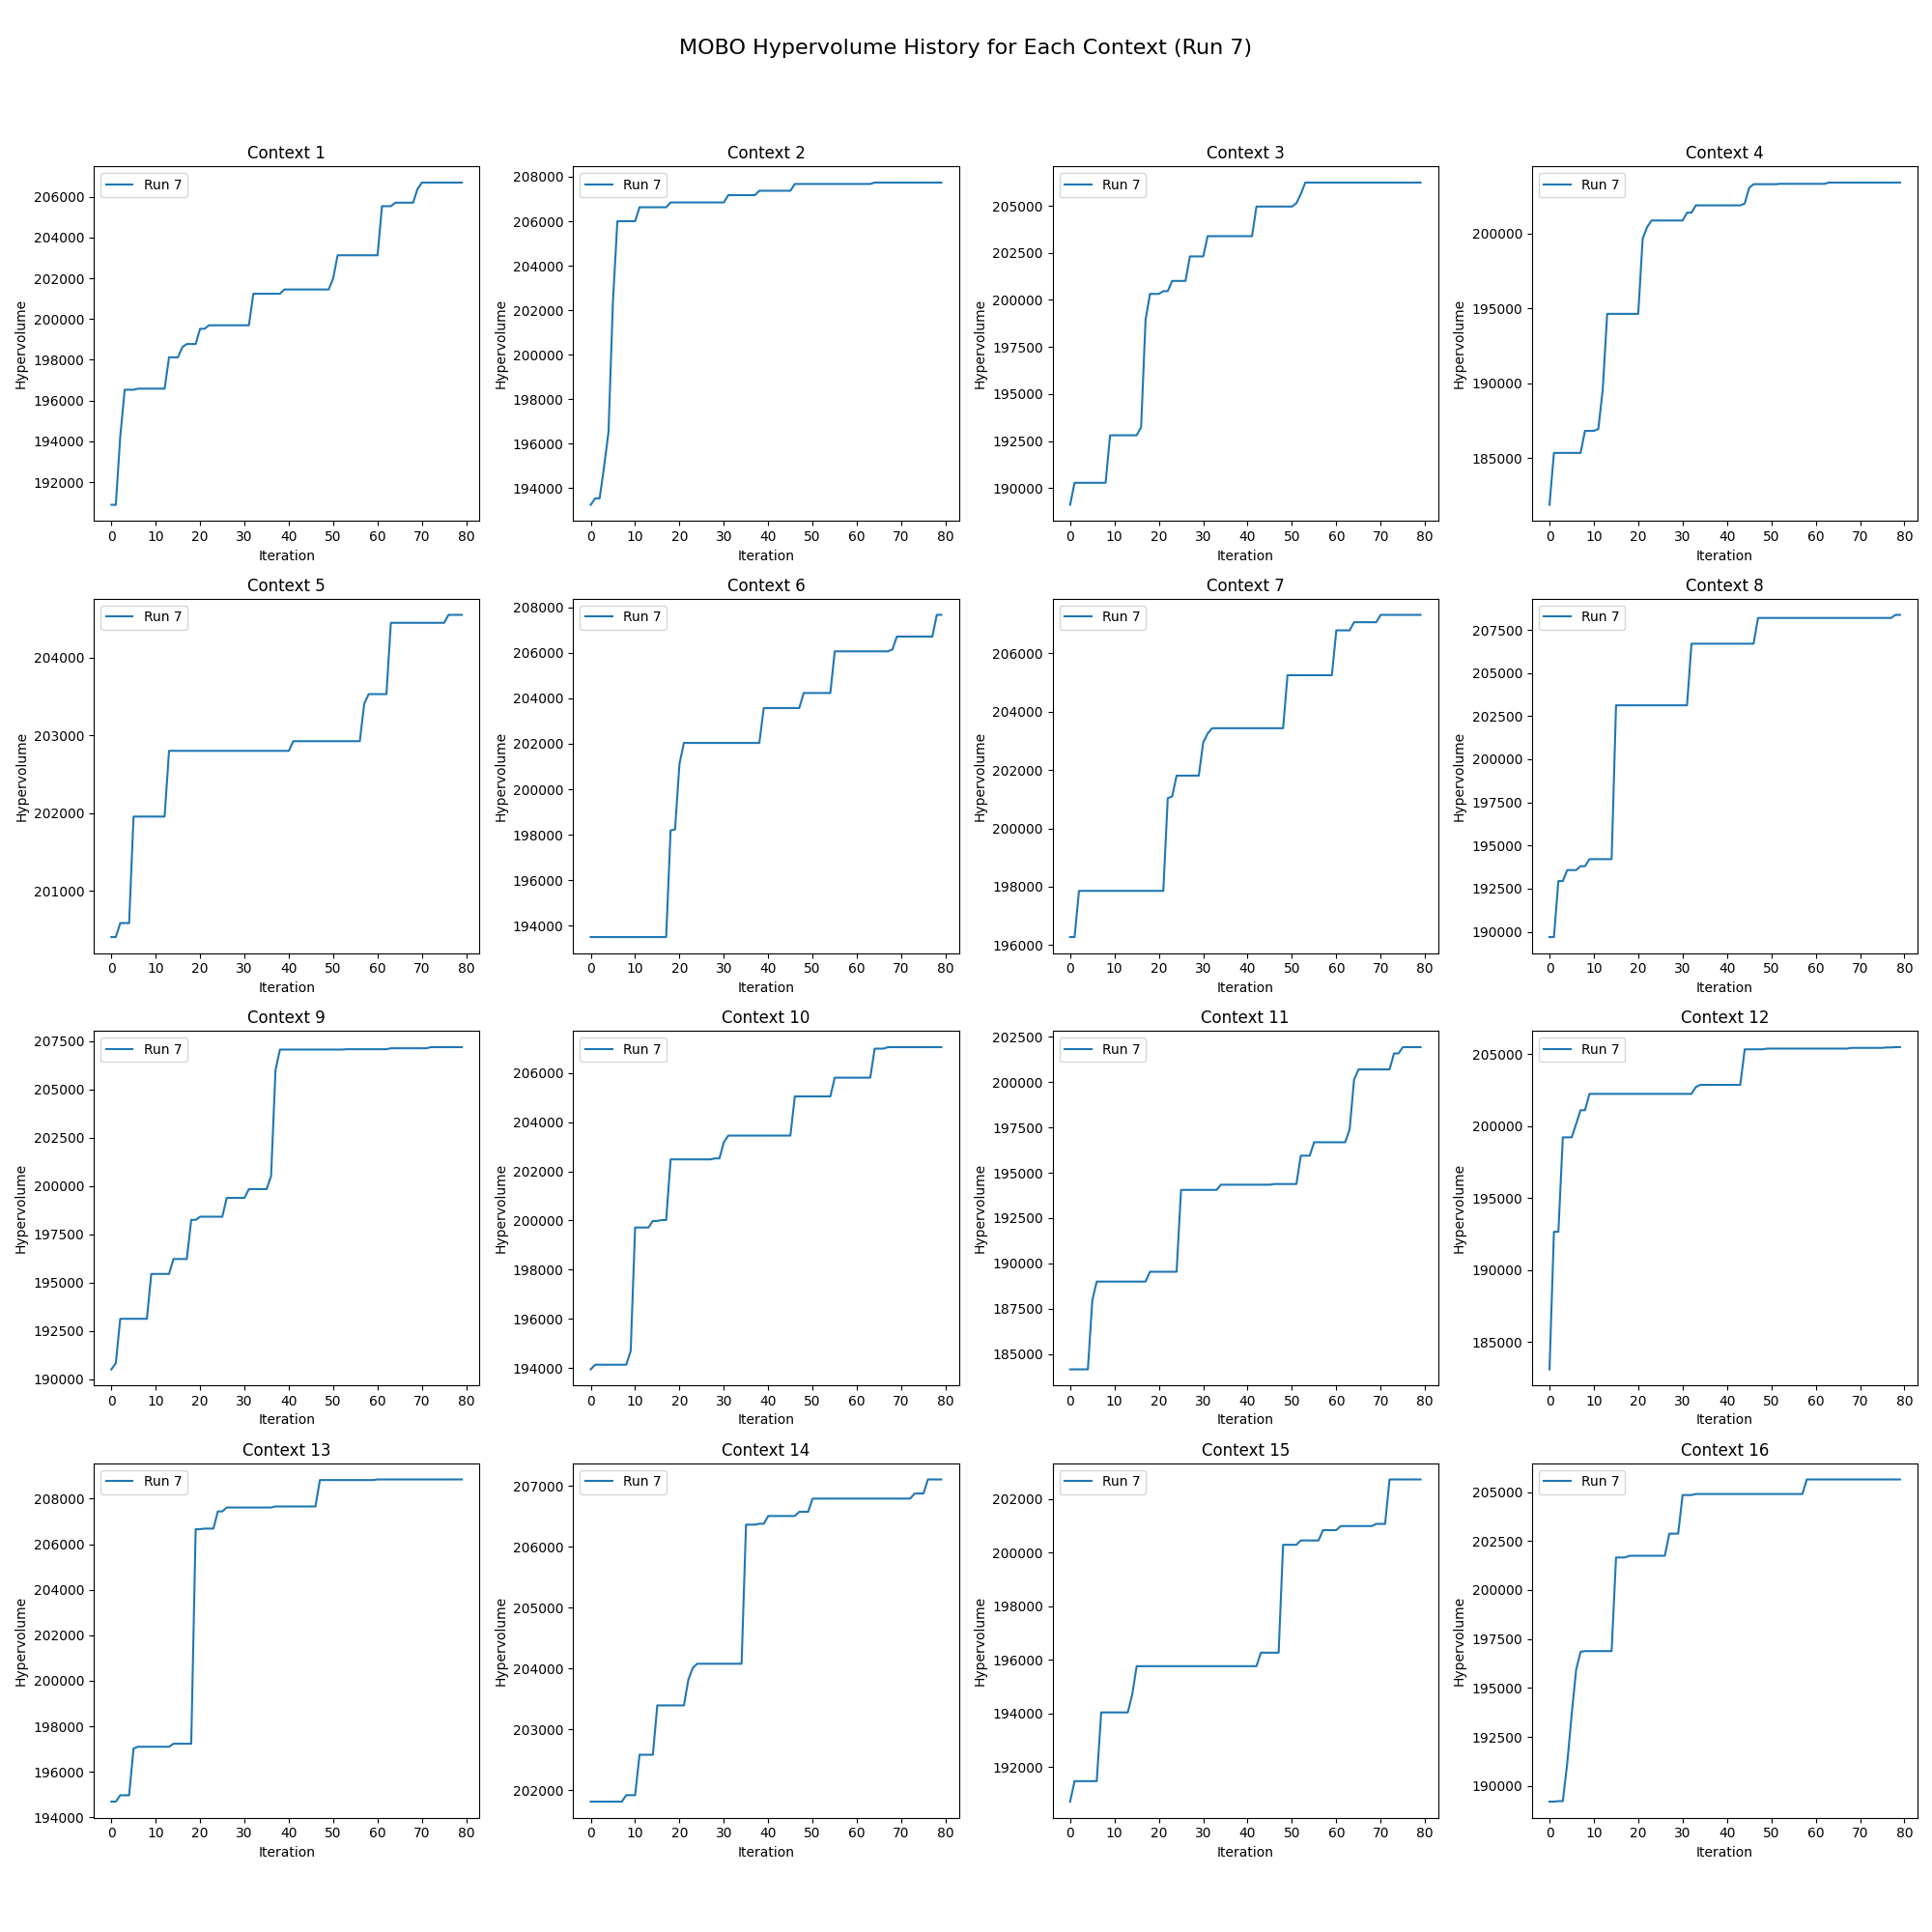 MOBO Hypervolume History for Each Context (Run 7)
Context 1
Run 7
206000
204000
202000
200000
198000
196000
194000
192000
Hypervolume
0 10 20 30 40 50 60 70 80
Iteration
Context 2
Run 7
208000
206000
204000
202000
200000
198000
196000
194000
Hypervolume
0 10 20 30 40 50 60 70 80
Iteration
Context 3
Run 7
205000
202500
200000
197500
195000
192500
190000
Hypervolume
0 10 20 30 40 50 60 70 80
Iteration
Context 4
Run 7
200000
195000
190000
185000
Hypervolume
0 10 20 30 40 50 60 70 80
Iteration
Context 5
Run 7
204000
203000
202000
201000
Hypervolume
0 10 20 30 40 50 60 70 80
Iteration
Context 6
Run 7
208000
206000
204000
202000
200000
198000
196000
194000
Hypervolume
0 10 20 30 40 50 60 70 80
Iteration
Context 7
Run 7
206000
204000
202000
200000
198000
196000
Hypervolume
0 10 20 30 40 50 60 70 80
Iteration
Context 8
Run 7
207500
205000
202500
200000
197500
195000
192500
190000
Hypervolume
0 10 20 30 40 50 60 70 80
Iteration
Context 9
Run 7
207500
205000
202500
200000
197500
195000
192500
190000
Hypervolume
0 10 20 30 40 50 60 70 80
Iteration
Context 10
Run 7
206000
204000
202000
200000
198000
196000
194000
Hypervolume
0 10 20 30 40 50 60 70 80
Iteration
Context 11
Run 7
202500
200000
197500
195000
192500
190000
187500
185000
Hypervolume
0 10 20 30 40 50 60 70 80
Iteration
Context 12
Run 7
205000
200000
195000
190000
185000
Hypervolume
0 10 20 30 40 50 60 70 80
Iteration
Context 13
Run 7
208000
206000
204000
202000
200000
198000
196000
194000
Hypervolume
0 10 20 30 40 50 60 70 80
Iteration
Context 14
Run 7
207000
206000
205000
204000
203000
202000
Hypervolume
0 10 20 30 40 50 60 70 80
Iteration
Context 15
Run 7
202000
200000
198000
196000
194000
192000
Hypervolume
0 10 20 30 40 50 60 70 80
Iteration
Context 16
Run 7
205000
202500
200000
197500
195000
192500
190000
Hypervolume
0 10 20 30 40 50 60 70 80
Iteration